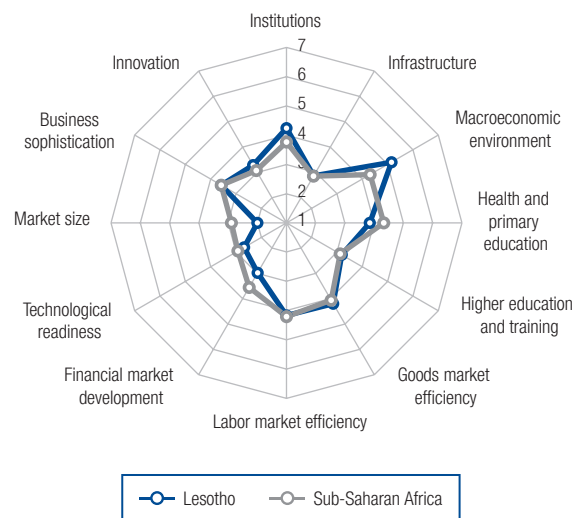 Institutions
Infrastructure
Macroeconomic
environment
Health and
primary
education
Higher education
and training
Goods market
efficiency
Labor market efficiency
Financial market
development
Technological
readiness
Market size
Business
sophistication
Innovation
7
6
5
4
3
2
1
Lesotho
Sub-Saharan Africa